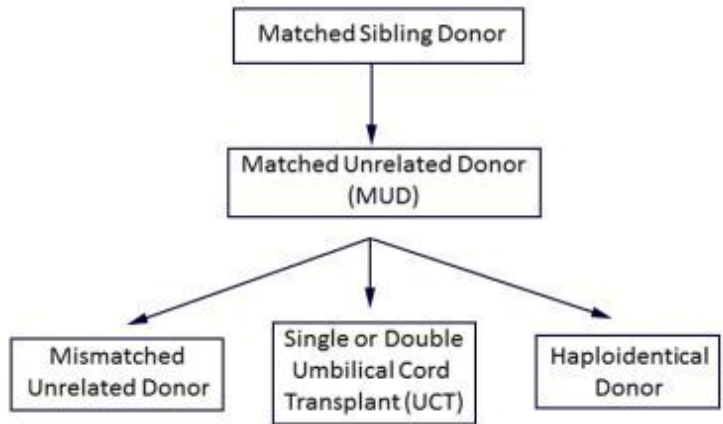 Matched Sibling Donor
Matched Unrelated Donor
(MUD)
Mismatched
Unrelated Donor
Single or Double
Umbilical Cord
Transplant (UCT)
Haploidentical
Donor